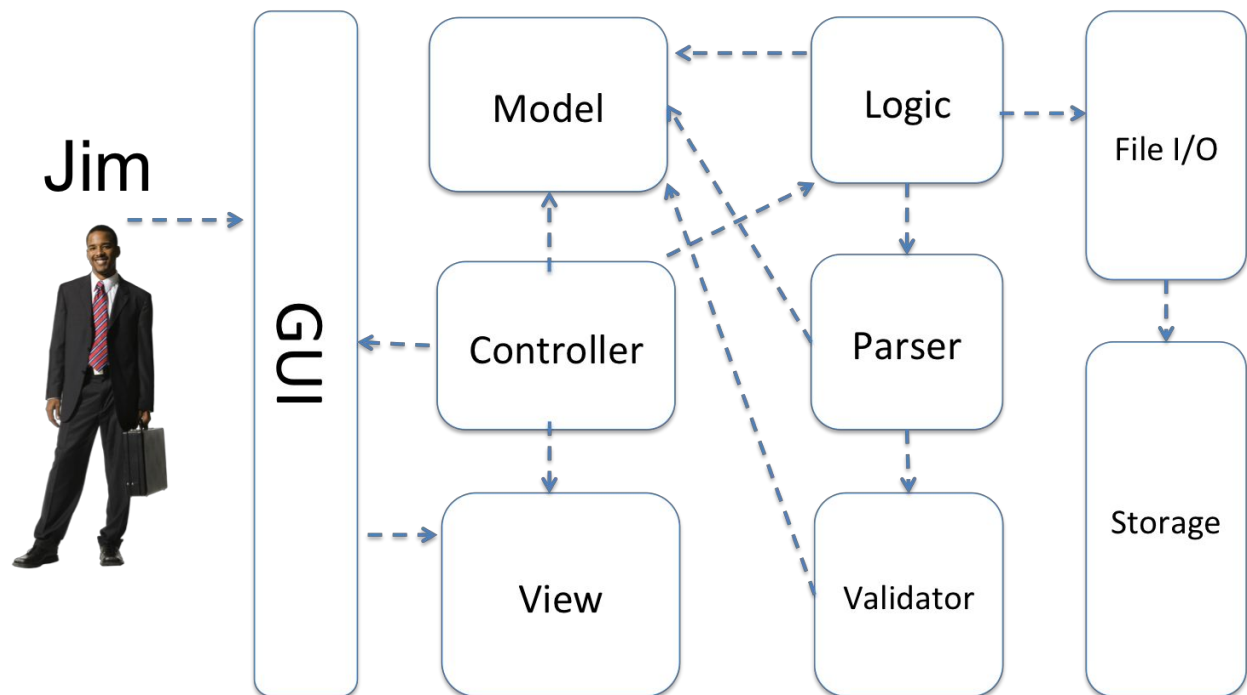 Jim
GUI
Model
Controller
View
Logic
Parser
Validator
File I/O
Storage